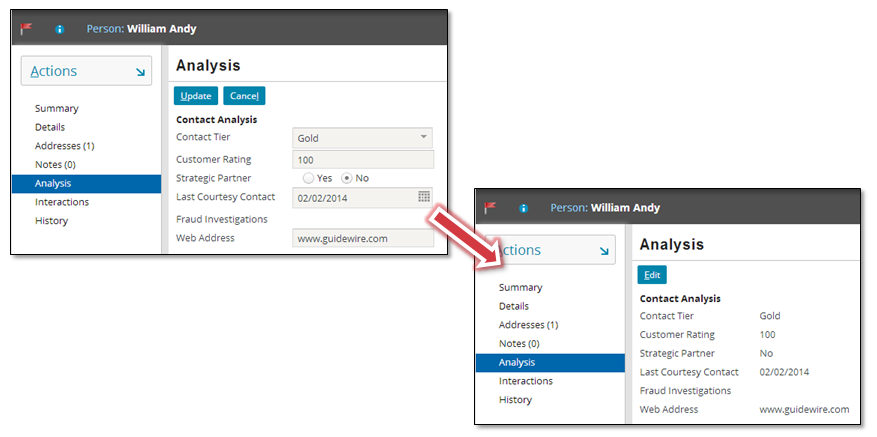 Person: William Andy
Actions
Summary
Details
Addresses (1)
Notes (0)
Analysis
Interactions
History
Analysis
Update Cancel
Contact Analysis
Contact Tier Gold
Customer Rating 100
Strategic Partner Yes No
Last Courtesy Contact 02/02/2014
Fraud Investigations
Web Address www.guidewire.com
Person: William Andy
ctions
Summary
Details
Addresses (1)
Notes (0)
Analysis
Interactions
History
Analysis
Edit
Contact Analysis
Contact Tier Gold
Customer Rating 100
Strategic Partner No
Last Courtesy Contact 02/02/2014
Fraud Investigations
Web Address www.guidewire.com